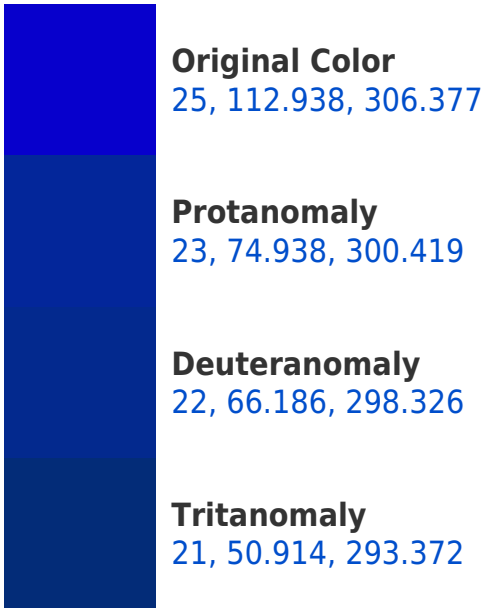 Original Color
25, 112.938, 306.377
Protanomaly
23, 74.938, 300.419
Deuteranomaly
22, 66.186, 298.326
Tritanomaly
21, 50.914, 293.372